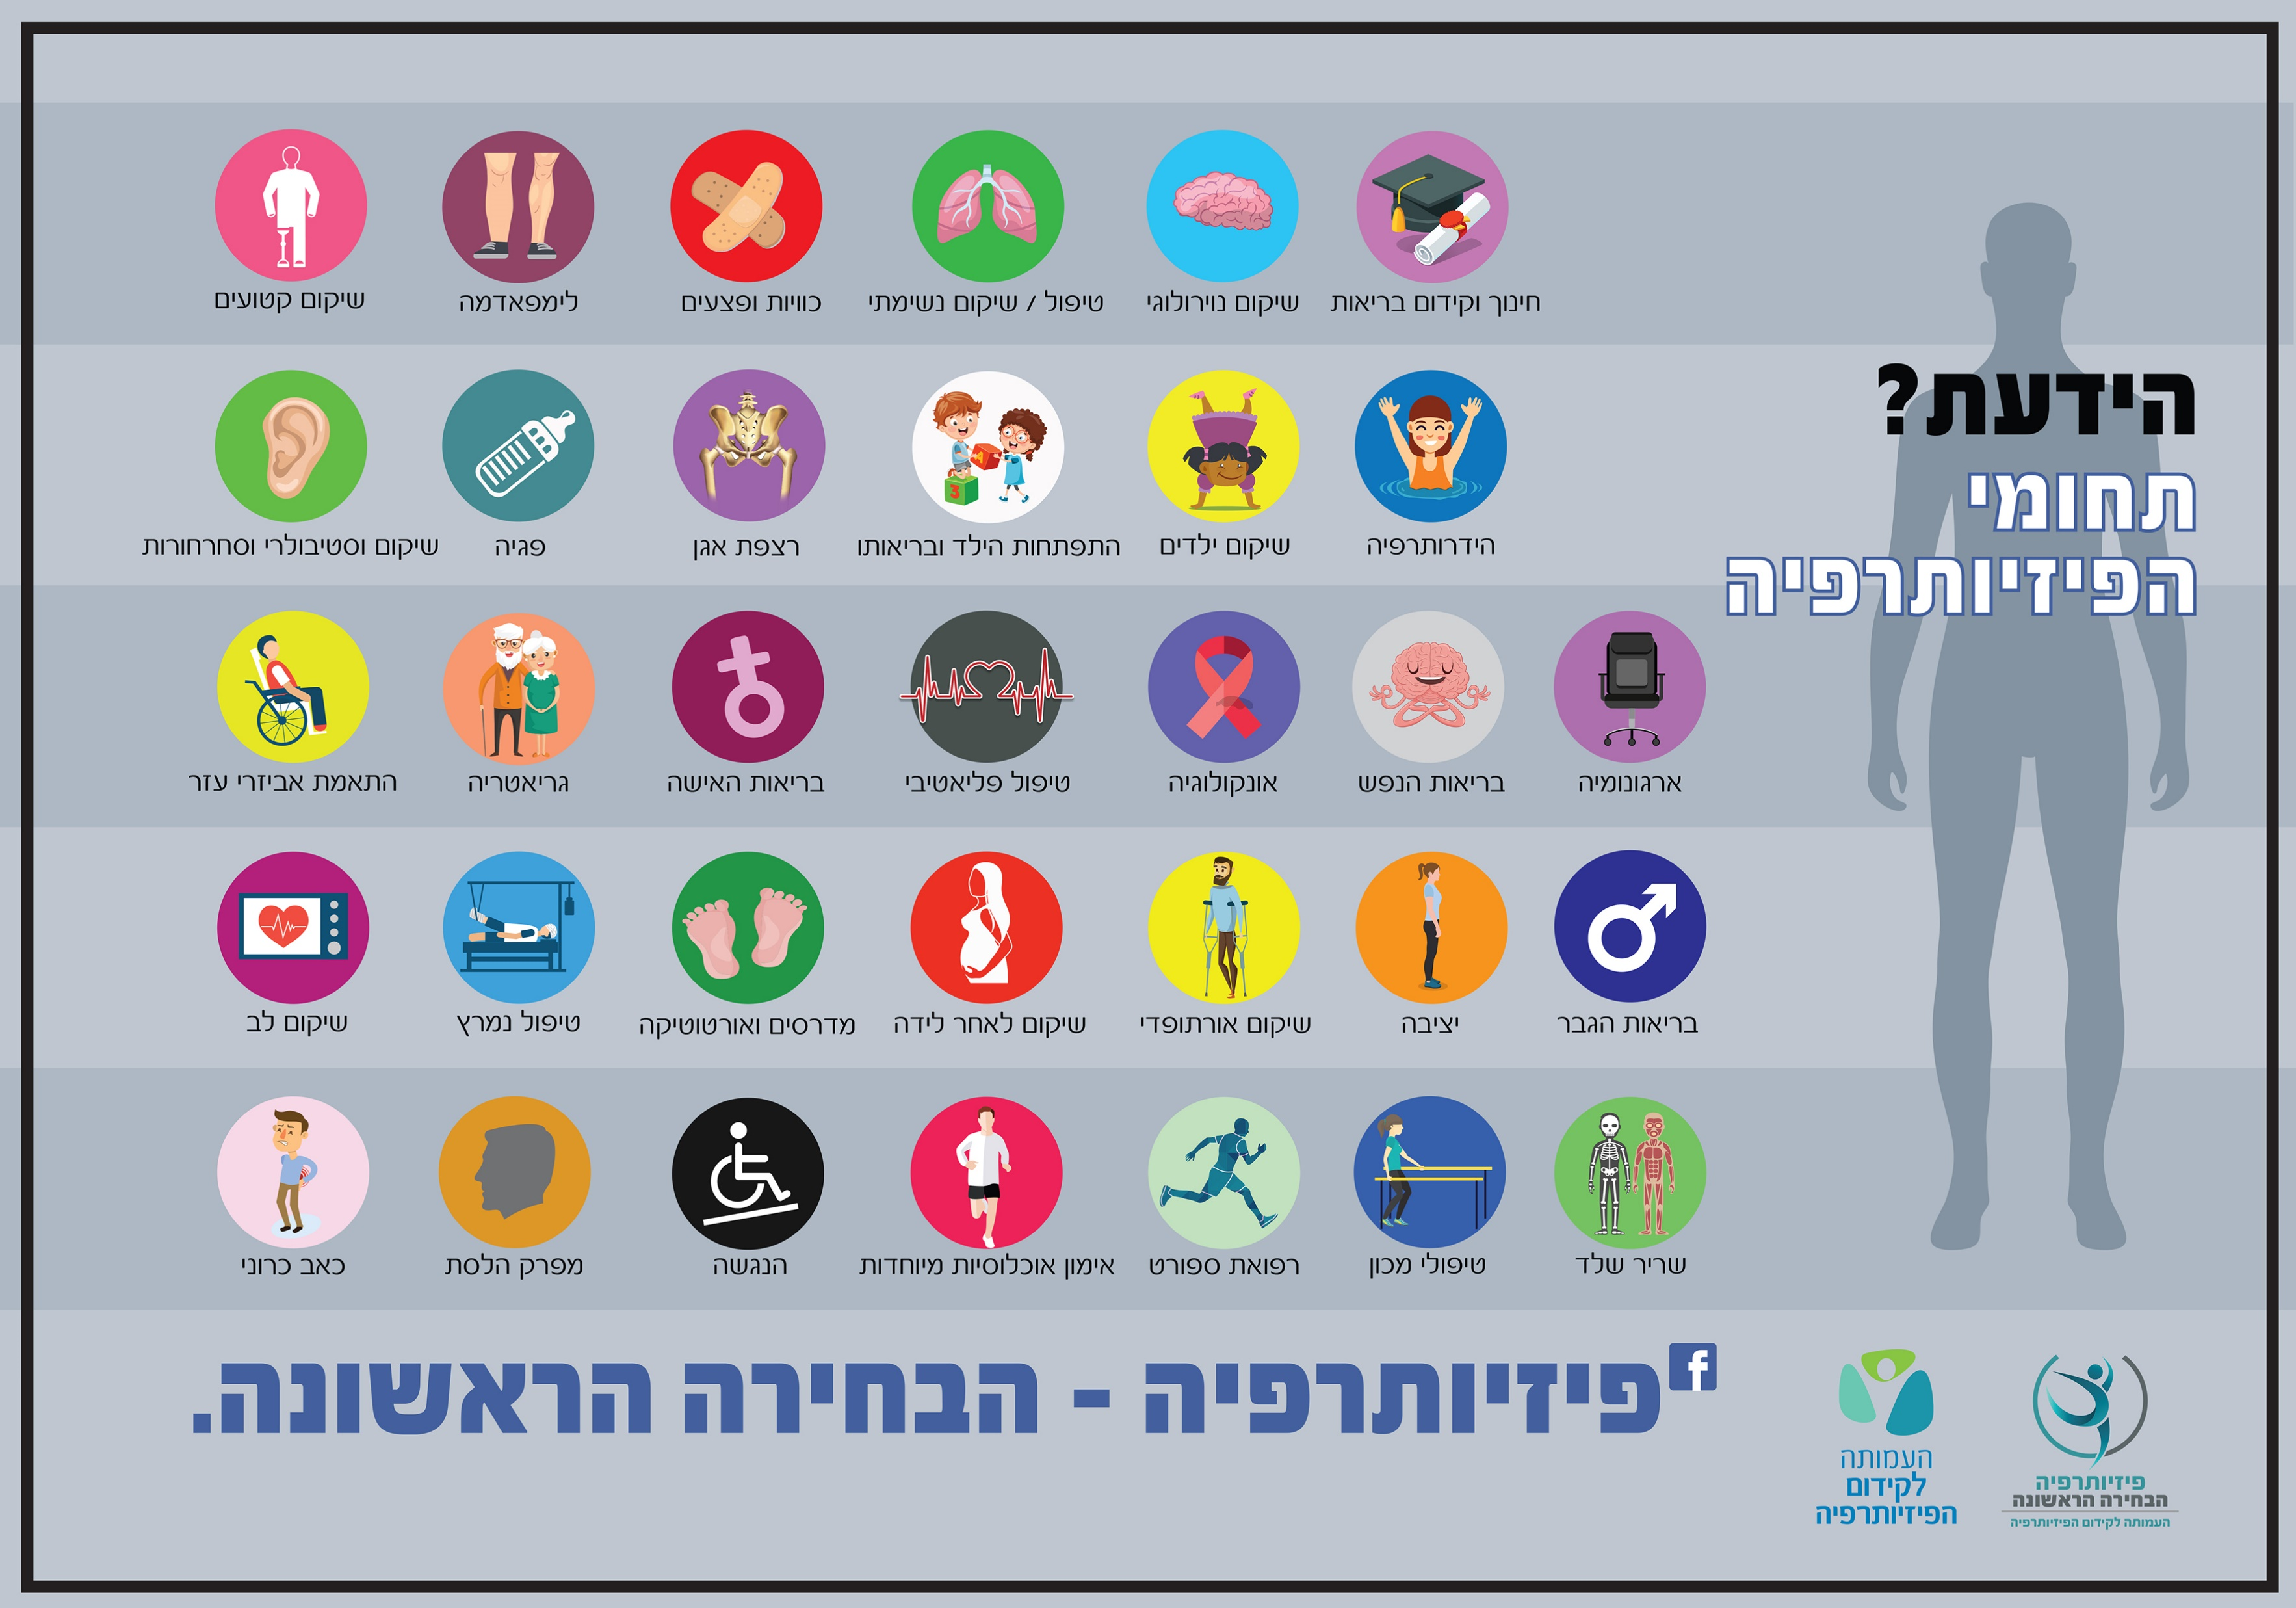 הידעת?
תחומי
הפיזיותרפיה
חינוך וקידום בריאות
שיקום נוירולוגי
טיפול / שיקום נשימתי
כוויות ופצעים
לימפאדמה
שיקום קטועים
הידרותרפיה
שיקום ילדים
התפתחות הילד ובריאותו
רצפת אגן
פגיה
שיקום וסטיבולרי וסחרחורות
ארגונומיה
בריאות הנפש
אונקולוגיה
טיפול פליאטיבי
בריאות האישה
גריאטריה
התאמת אביזרי עזר
בריאות הגבר
יציבה
שיקום אורתופדי
שיקום לאחר לידה
מדרסים ואורטוטיקה
טיפול נמרץ
שיקום לב
שריר שלד
טיפולי מכון
רפואת ספורט
אימון אוכלוסיות מיוחדות
הנגשה
מפרק הלסת
כאב כרוני
f פיזיותרפיה - הבחירה הראשונה.
פיזיותרפיה
הבחירה הראשונה
העמותה לקידום הפיזיותרפיה
העמותה
לקידום
הפיזיותרפיה
A
3